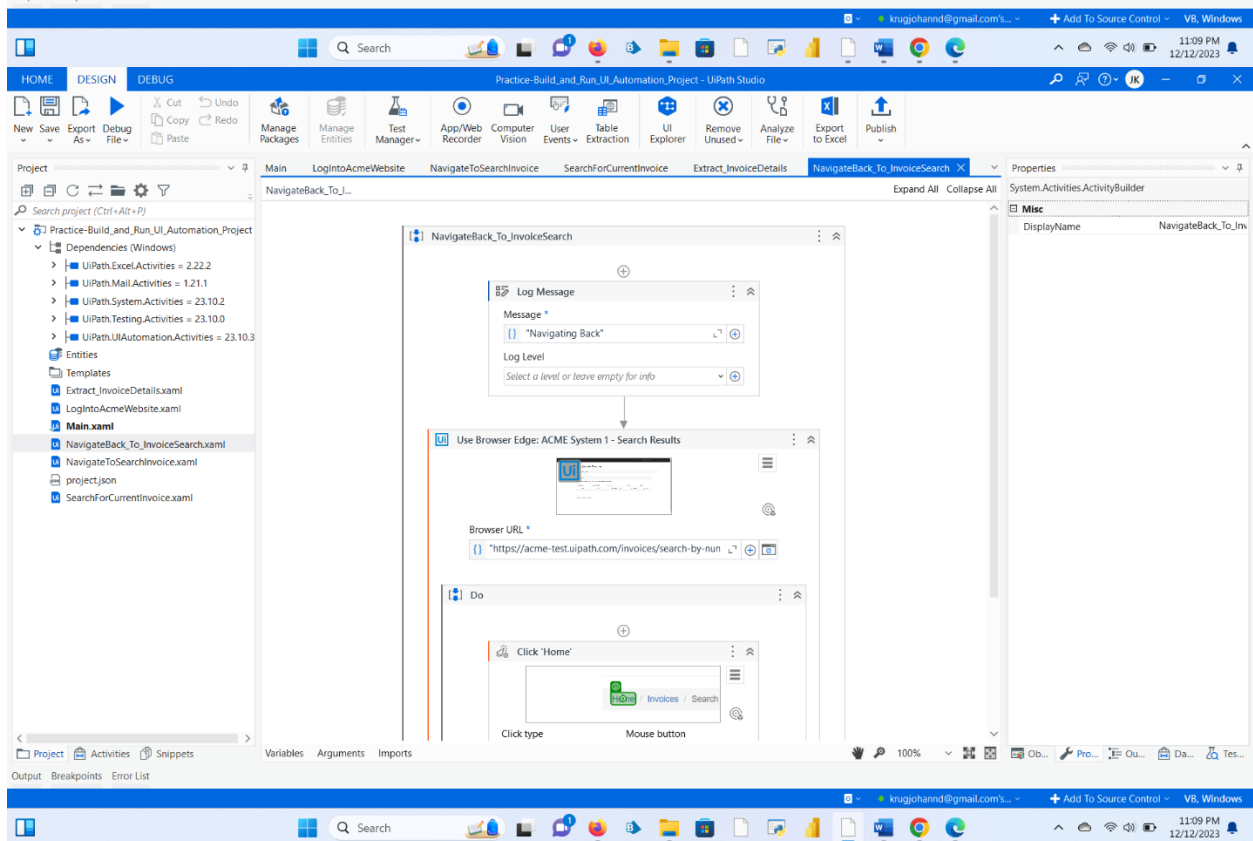 krugjohannd@gmail.com's... Add To Source Control VB, Windows
Search 1 11:09 PM
12/12/2023
HOME DESIGN DEBUG Practice-Build_and_Run_UI_Automation_Project - UiPath Studio JK
New Save Export As Debug File Cut Copy Paste Undo Redo Manage Packages Manage Entities Test Manager App/Web Recorder Computer Vision User Events Table Extraction UI Explorer Remove Unused Analyze File Export to Excel Publish
Project Main LogIntoAcmeWebsite NavigateToSearchInvoice SearchForCurrentInvoice Extract_InvoiceDetails NavigateBack_To_InvoiceSearch Properties
NavigateBack_To_I... Expand All Collapse All System.Activities.ActivityBuilder
Search project (Ctrl+Alt+P)
Misc
DisplayName NavigateBack_To_Inv
Practice-Build_and_Run_UI_Automation_Project
Dependencies (Windows)
UiPath.Excel.Activities = 2.22.2
UiPath.Mail.Activities = 1.21.1
UiPath.System.Activities = 23.10.2
UiPath.Testing.Activities = 23.10.0
UiPath.UIAutomation.Activities = 23.10.3
Entities
Templates
Extract_InvoiceDetails.xaml
LogIntoAcmeWebsite.xaml
Main.xaml
NavigateBack_To_InvoiceSearch.xaml
NavigateToSearchInvoice.xaml
project.json
SearchForCurrentInvoice.xaml
NavigateBack_To_InvoiceSearch
Log Message
Message *
"Navigating Back"
Log Level
Select a level or leave empty for info
Use Browser Edge: ACME System 1 - Search Results
Ui
Browser URL *
"https://acme-test.uipath.com/invoices/search-by-nun
Do
Click 'Home'
Home / Invoices / Search
Click type Mouse button
Project Activities Snippets Variables Arguments Imports 100% Ob... Pro... Ou... Da... Tes...
Output Breakpoints Error List
krugjohannd@gmail.com's... Add To Source Control VB, Windows
Search 1 11:09 PM
12/12/2023